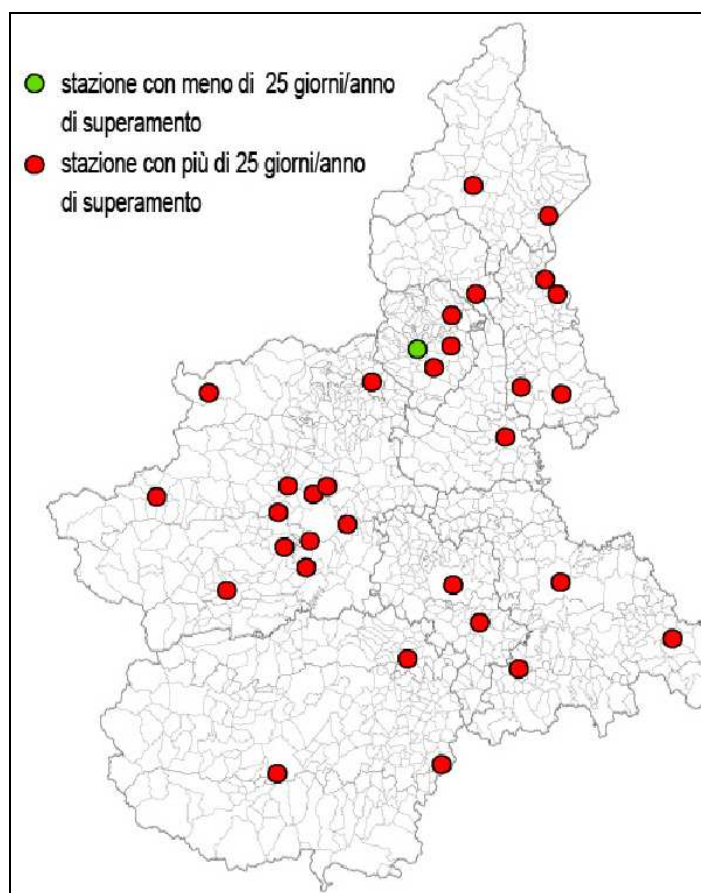 stazione con meno di 25 giorni/anno
di superamento
stazione con più di 25 giorni/anno
di superamento